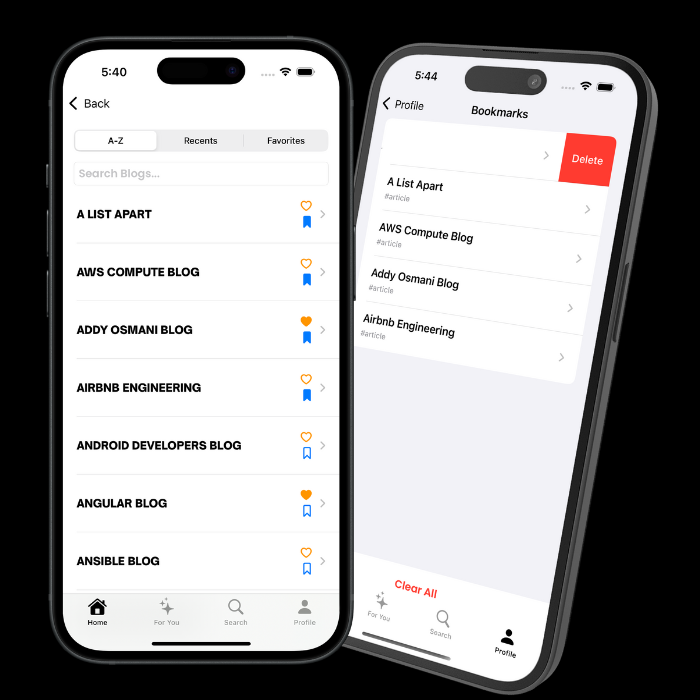 5:40
Back
A-Z
Recents
Favorites
Search Blogs...
A LIST APART
AWS COMPUTE BLOG
ADDY OSMANI BLOG
AIRBNB ENGINEERING
ANDROID DEVELOPERS BLOG
ANGULAR BLOG
ANSIBLE BLOG
Home
For You
Search
Profile
5:44
Profile
Bookmarks
Delete
A List Apart
#article
AWS Compute Blog
#article
Addy Osmani Blog
#article
Airbnb Engineering
#article
Clear All
For You
Search
Profile